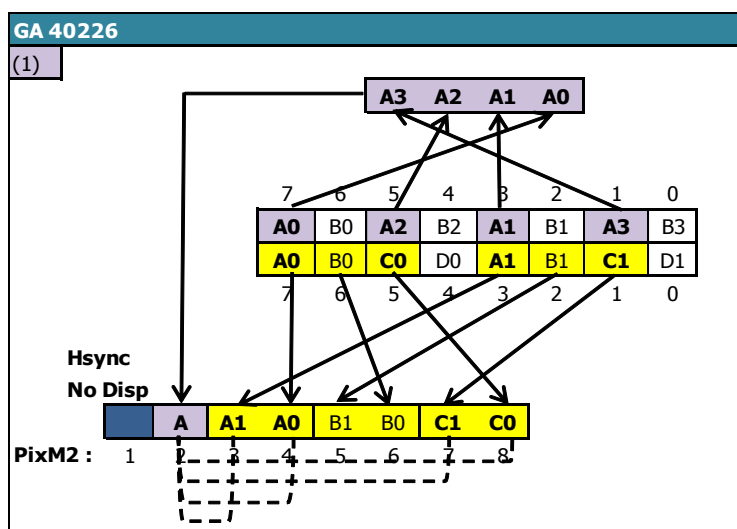 GA 40226
(1)
A3 A2 A1 A0
7 6 5 4 3 2 1 0
A0 B0 A2 B2 A1 B1 A3 B3
A0 B0 C0 D0 A1 B1 C1 D1
7 6 5 4 3 2 1 0
Hsync
No Disp
A A1 A0 B1 B0 C1 C0
PixM2 : 1 2 3 4 5 6 7 8